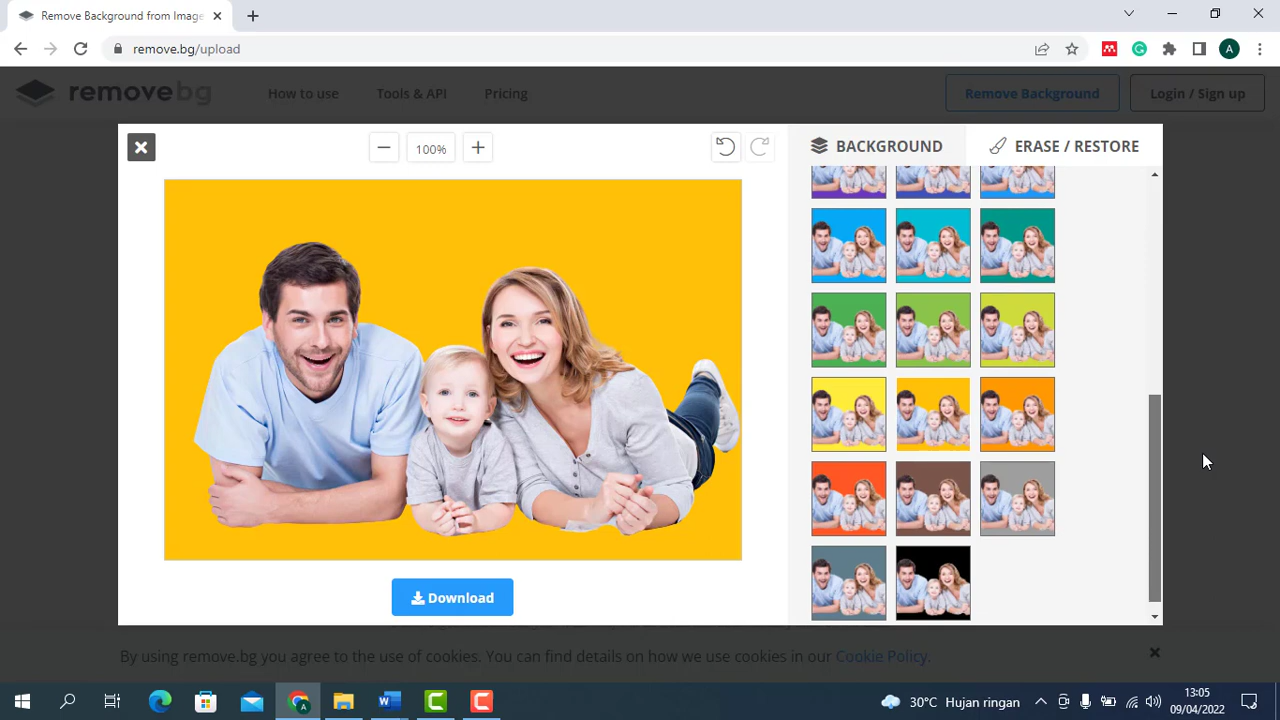 Remove Background from Image
remove.bg/upload
A
removebg
How to use
Tools & API
Pricing
Remove Background
Login / Sign up
100%
BACKGROUND
ERASE / RESTORE
Download
By using remove.bg you agree to the use of cookies. You can find details on how we use cookies in our Cookie Policy.
30°C Hujan ringan
13:05
09/04/2022